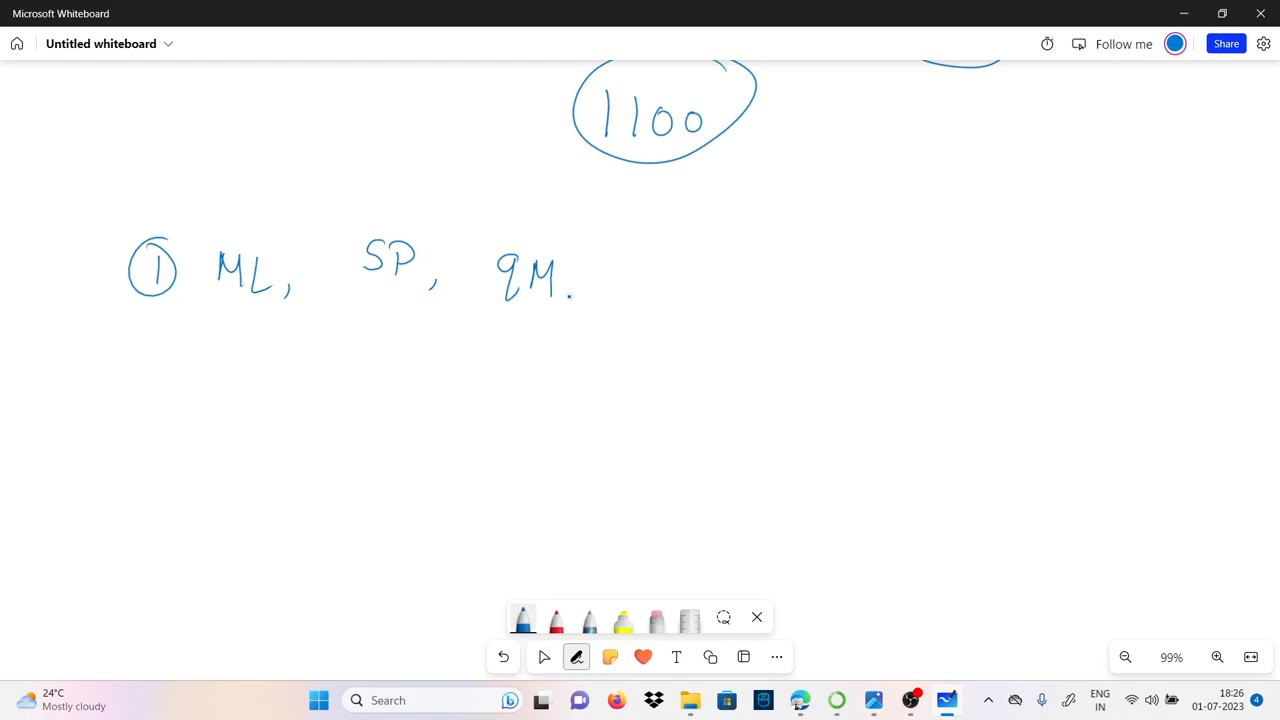 Microsoft Whiteboard
Untitled whiteboard
Follow me
Share
1100
① ML, SP, QM.
T
99%
24°C
Mostly cloudy
Search
ENG
IN
18:26
01-07-2023
4